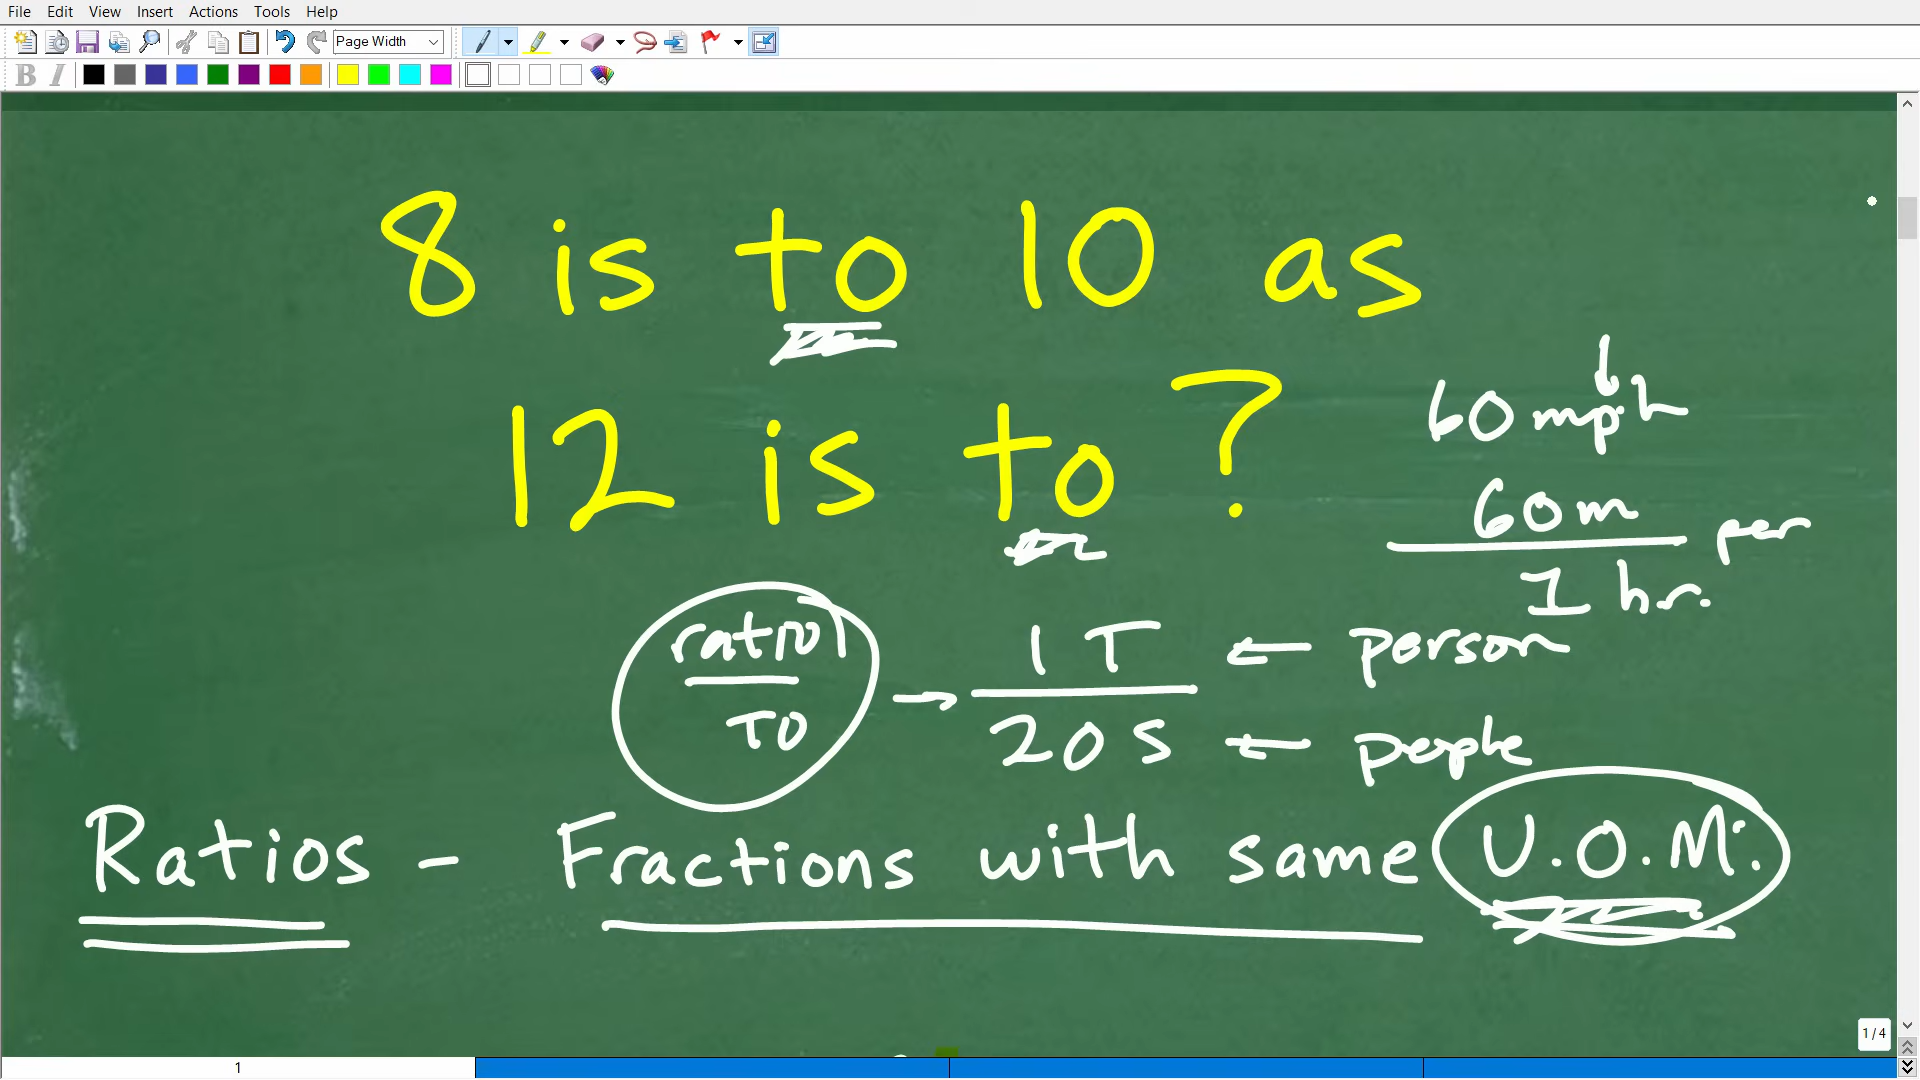 File Edit View Insert Actions Tools Help
Page Width
B I
8 is to 10 as
12 is to ?
60 mph
60 m
per
1 hr.
ratio
TO
1 T ← person
20 S ← people
Ratios - Fractions with same U.O.M.
1 / 4
1